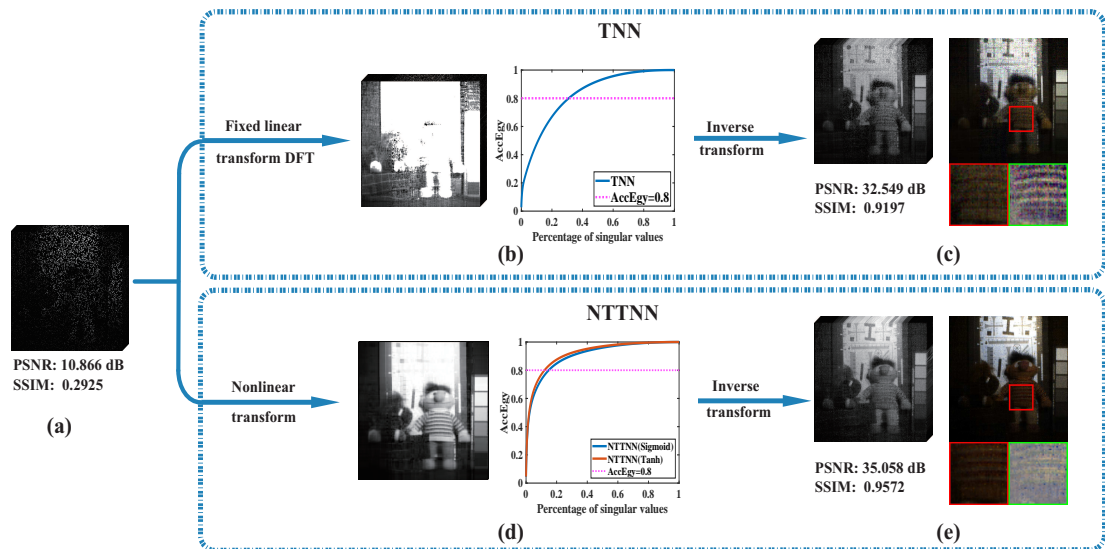 TNN
Fixed linear
transform DFT
AccEgy
1
0.8
0.6
0.4
0.2
0
0 0.2 0.4 0.6 0.8 1
TNN
AccEgy=0.8
Percentage of singular values
(b)
Inverse
transform
PSNR: 32.549 dB
SSIM: 0.9197
(c)
PSNR: 10.866 dB
SSIM: 0.2925
(a)
NTTNN
Nonlinear
transform
AccEgy
1
0.8
0.6
0.4
0.2
0
0 0.2 0.4 0.6 0.8 1
NTTNN(Sigmoid)
NTTNN(Tanh)
AccEgy=0.8
Percentage of singular values
(d)
Inverse
transform
PSNR: 35.058 dB
SSIM: 0.9572
(e)